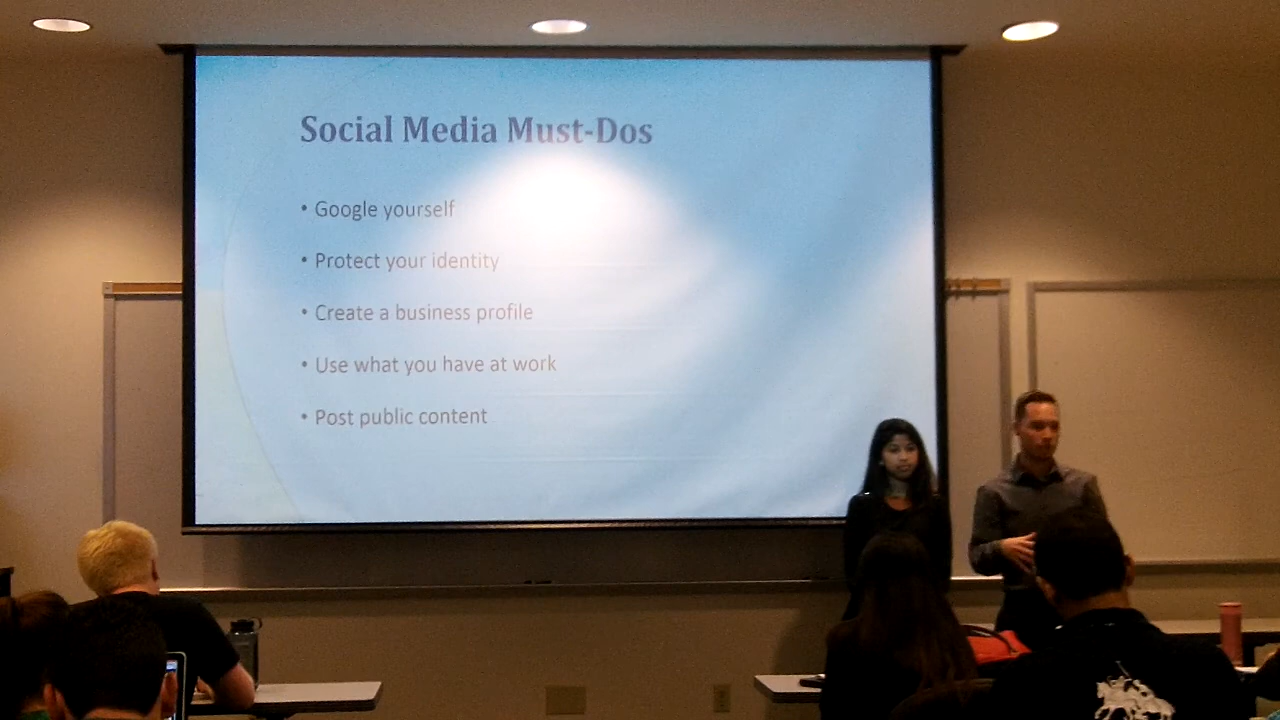 Social Media Must-Dos
• Google yourself
• Protect your identity
• Create a business profile
• Use what you have at work
• Post public content